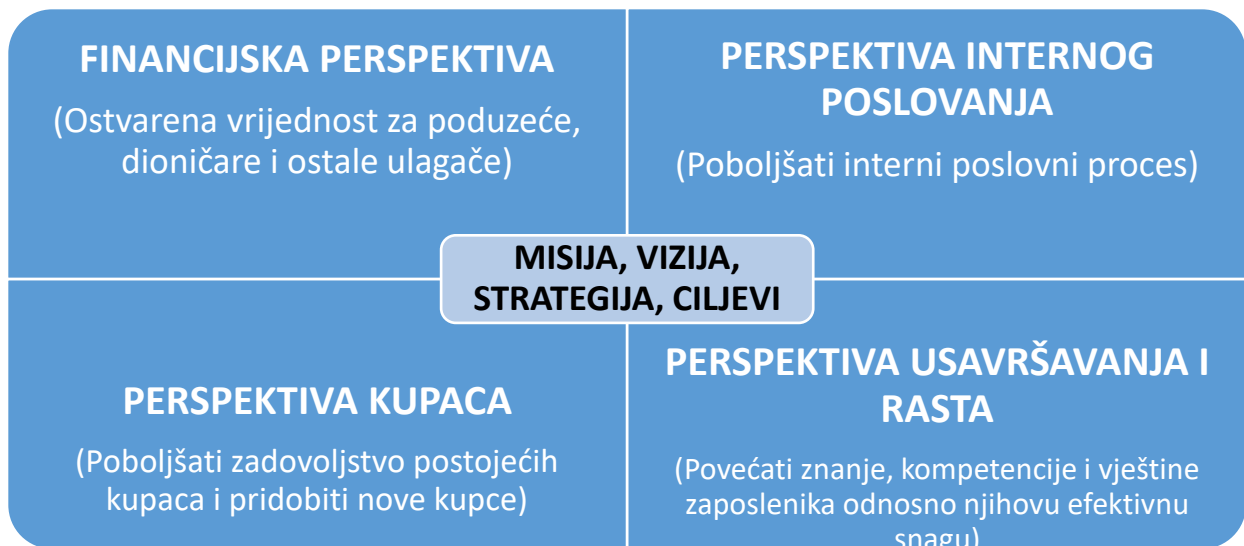 FINANCIJSKA PERSPEKTIVA
(Ostvarena vrijednost za poduzeće,
dioničare i ostale ulagače)
PERSPEKTIVA INTERNOG
POSLOVANJA
(Poboljšati interni poslovni proces)
MISIJA, VIZIJA,
STRATEGIJA, CILJEVI
PERSPEKTIVA KUPACA
(Poboljšati zadovoljstvo postojećih
kupaca i pridobiti nove kupce)
PERSPEKTIVA USAVRŠAVANJA I
RASTA
(Povećati znanje, kompetencije i vještine
zaposlenika odnosno njihovu efektivnu
snagu)